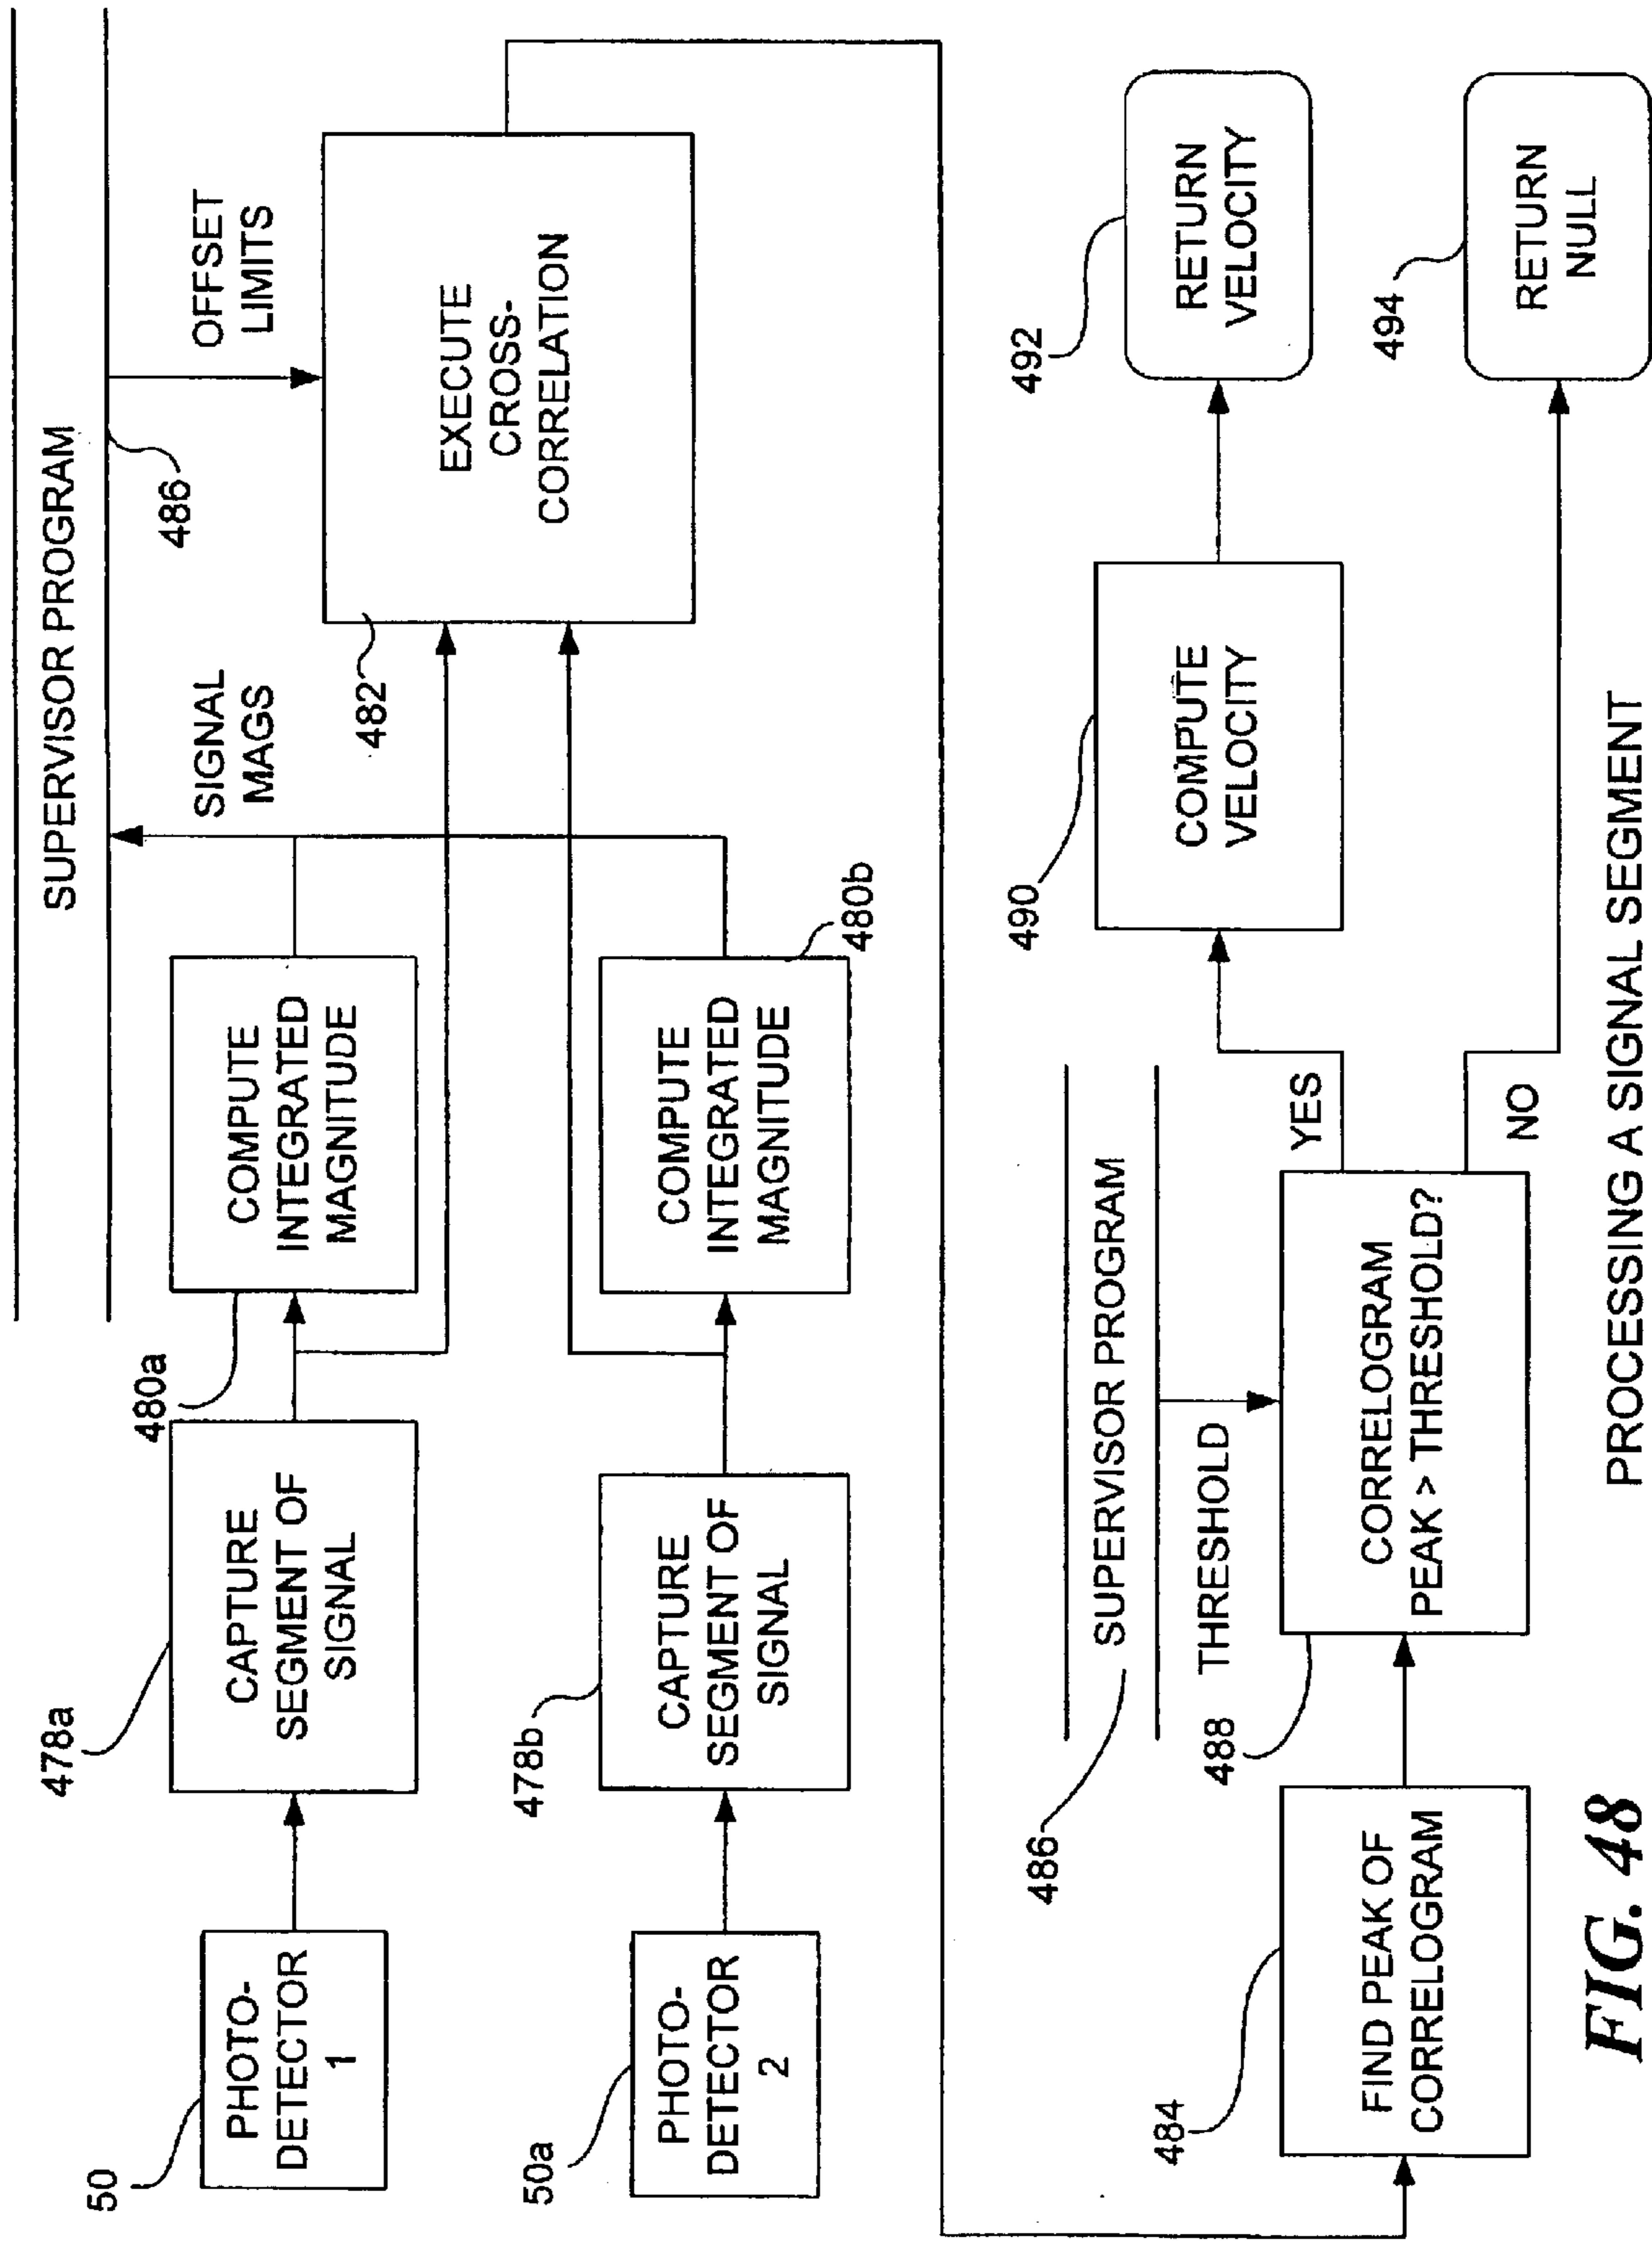 SUPERVISOR PROGRAM
486
SIGNAL
MAGS
OFFSET
LIMITS
50
PHOTO-
DETECTOR
1
478a
CAPTURE
SEGMENT OF
SIGNAL
480a
COMPUTE
INTEGRATED
MAGNITUDE
482
EXECUTE
CROSS-
CORRELATION
50a
PHOTO-
DETECTOR
2
478b
CAPTURE
SEGMENT OF
SIGNAL
COMPUTE
INTEGRATED
MAGNITUDE
480b
486
SUPERVISOR PROGRAM
THRESHOLD
484
FIND PEAK OF
CORRELOGRAM
488
CORRELOGRAM
PEAK > THRESHOLD?
YES
NO
490
COMPUTE
VELOCITY
492
RETURN
VELOCITY
494
RETURN
NULL
FIG. 48
PROCESSING A SIGNAL SEGMENT